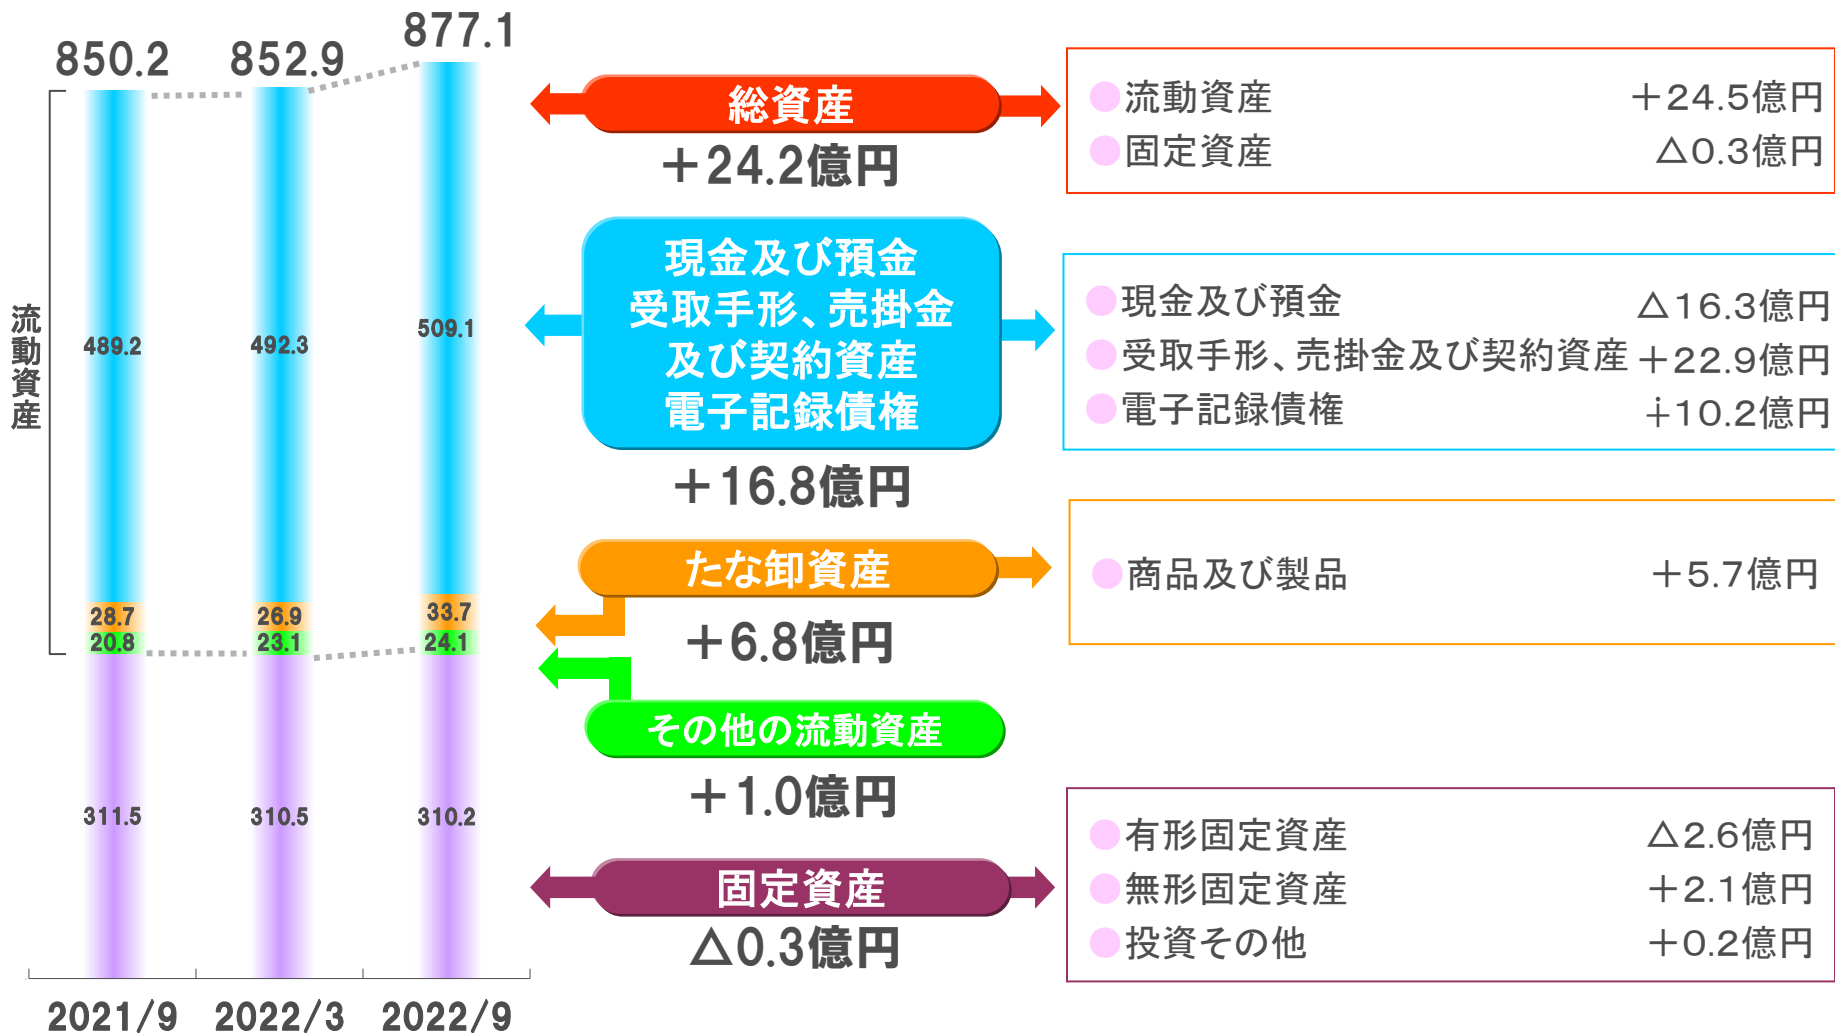 850.2
852.9
877.1
流動資産
489.2
492.3
509.1
28.7
26.9
33.7
20.8
23.1
24.1
311.5
310.5
310.2
2021/9
2022/3
2022/9
総資産
+24.2億円
流動資産 +24.5億円
固定資産 △0.3億円
現金及び預金
受取手形、売掛金
及び契約資産
電子記録債権
+16.8億円
現金及び預金 △16.3億円
受取手形、売掛金及び契約資産 +22.9億円
電子記録債権 +10.2億円
たな卸資産
+6.8億円
商品及び製品 +5.7億円
その他の流動資産
+1.0億円
固定資産
△0.3億円
有形固定資産 △2.6億円
無形固定資産 +2.1億円
投資その他 +0.2億円